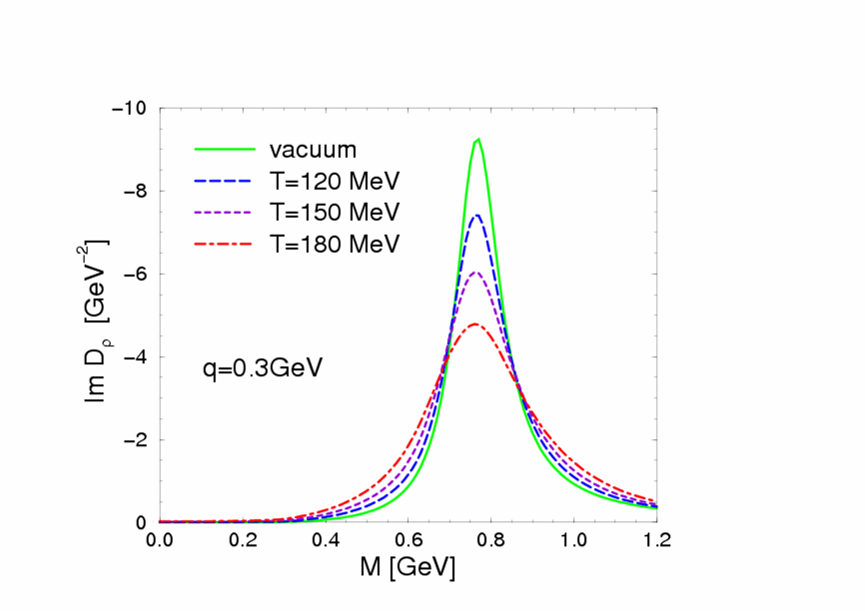 −10
−8
−6
−4
−2
0
Im Dρ [GeV−2]
vacuum
T=120 MeV
T=150 MeV
T=180 MeV
q=0.3GeV
0.0 0.2 0.4 0.6 0.8 1.0 1.2
M [GeV]